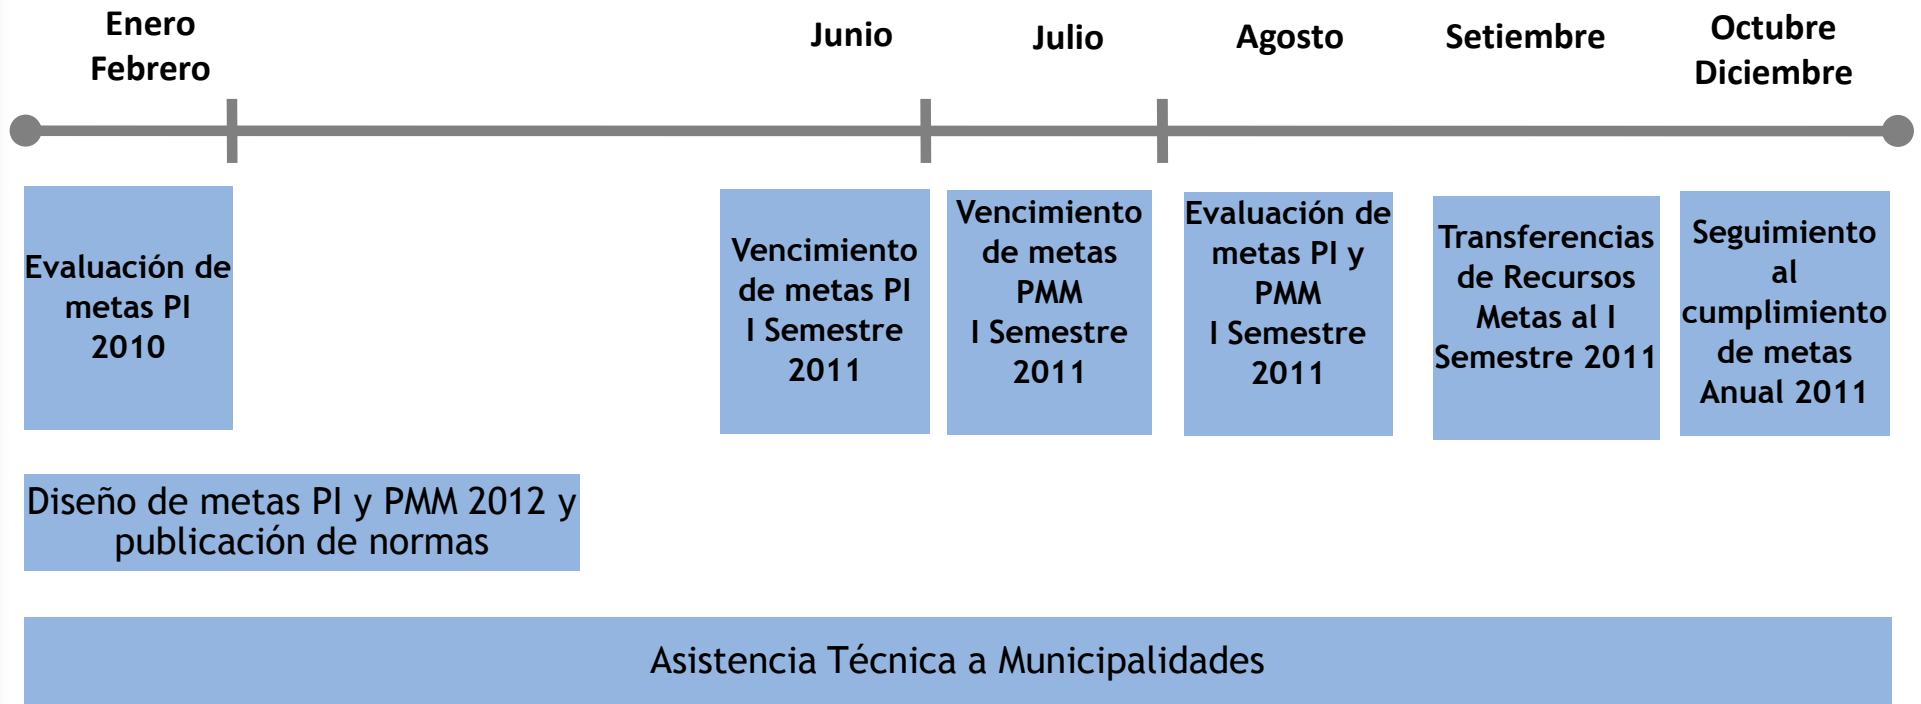 Enero
Febrero
Junio
Julio
Agosto
Setiembre
Octubre
Diciembre
Evaluación de
metas PI
2010
Vencimiento
de metas PI
I Semestre
2011
Vencimiento
de metas
PMM
I Semestre
2011
Evaluación de
metas PI y
PMM
I Semestre
2011
Transferencias
de Recursos
Metas al I
Semestre 2011
Seguimiento
al
cumplimiento
de metas
Anual 2011
Diseño de metas PI y PMM 2012 y
publicación de normas
Asistencia Técnica a Municipalidades